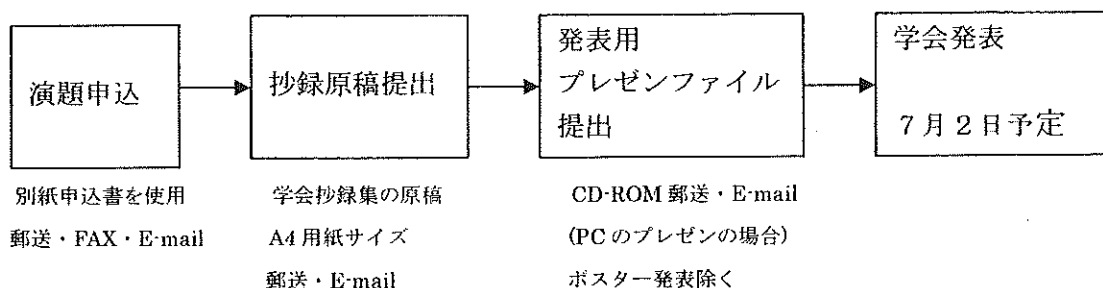 演題申込
別紙申込書を使用
郵送・FAX・E-mail
抄録原稿提出
学会抄録集の原稿
A4用紙サイズ
郵送・E-mail
発表用
プレゼンファイル
提出
CD-ROM 郵送・E-mail
(PCのプレゼンの場合)
ポスター発表除く
学会発表
7月2日予定